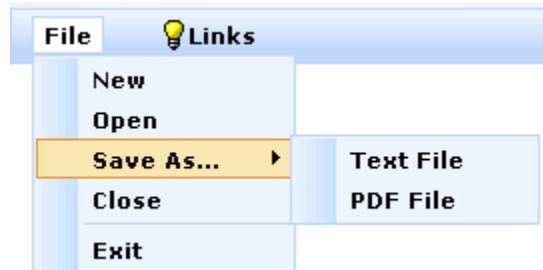 File Links
New
Open
Save As... Text File
Close PDF File
Exit